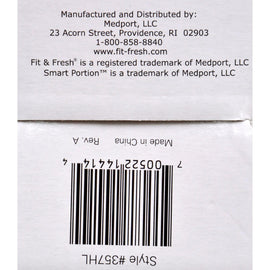 Manufactured and Distributed by:
Medport, LLC
23 Acorn Street, Providence, RI 02903
1-800-858-8840
www.fit-fresh.com
Fit & Fresh® is a registered trademark of Medport, LLC
Smart Portion™ is a trademark of Medport, LLC
Style #357HL
7 00522 14414 4
Rev. A
Made in China